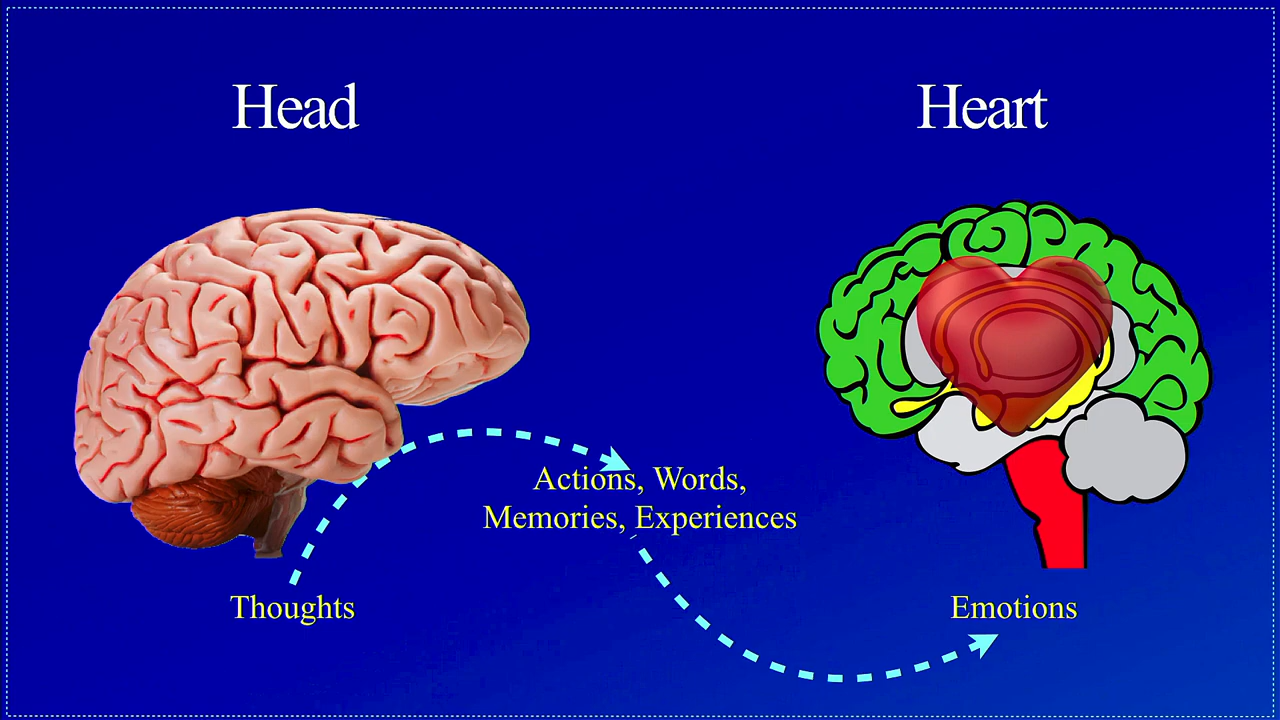 Head
Heart
Actions, Words,
Memories, Experiences
Thoughts
Emotions